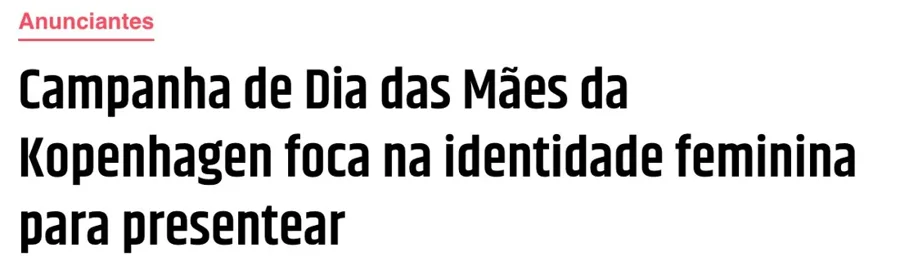 Anunciantes
Campanha de Dia das Mães da
Kopenhagen foca na identidade feminina
para presentear